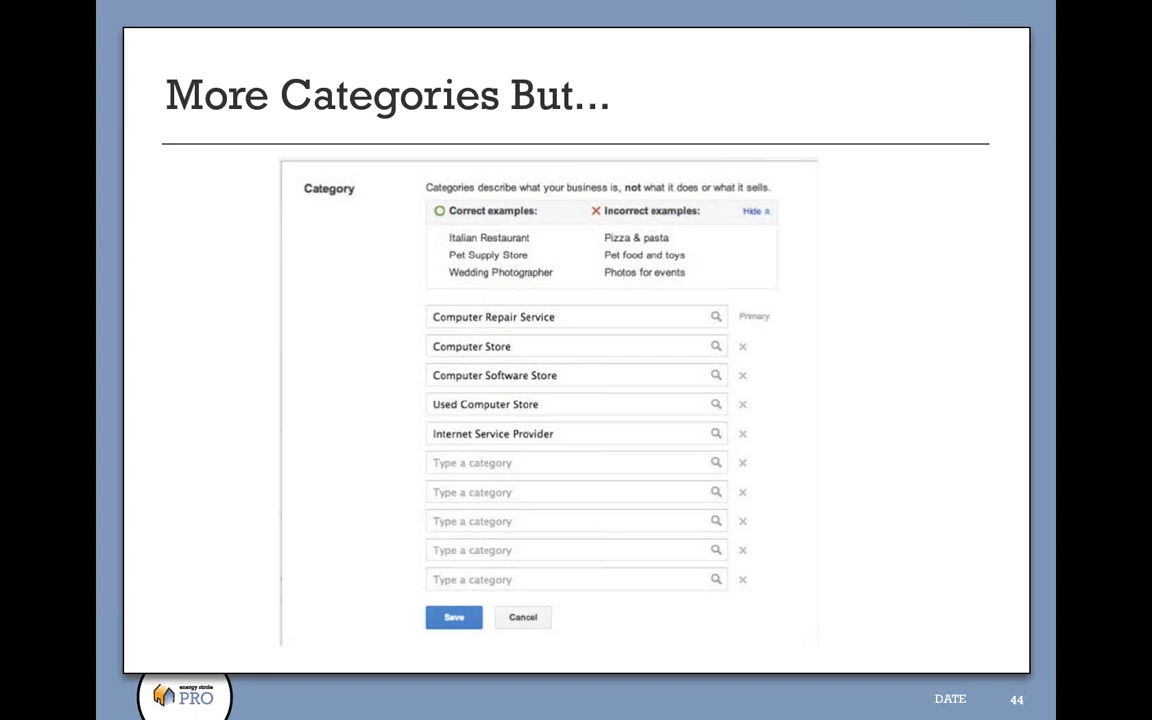 More Categories But...
Category
Categories describe what your business is, not what it does or what it sells.
Correct examples: Incorrect examples: Hide
Italian Restaurant Pizza & pasta
Pet Supply Store Pet food and toys
Wedding Photographer Photos for events
Computer Repair Service Primary
Computer Store
Computer Software Store
Used Computer Store
Internet Service Provider
Type a category
Type a category
Type a category
Type a category
Type a category
Save Cancel
energy circle
PRO
DATE 44